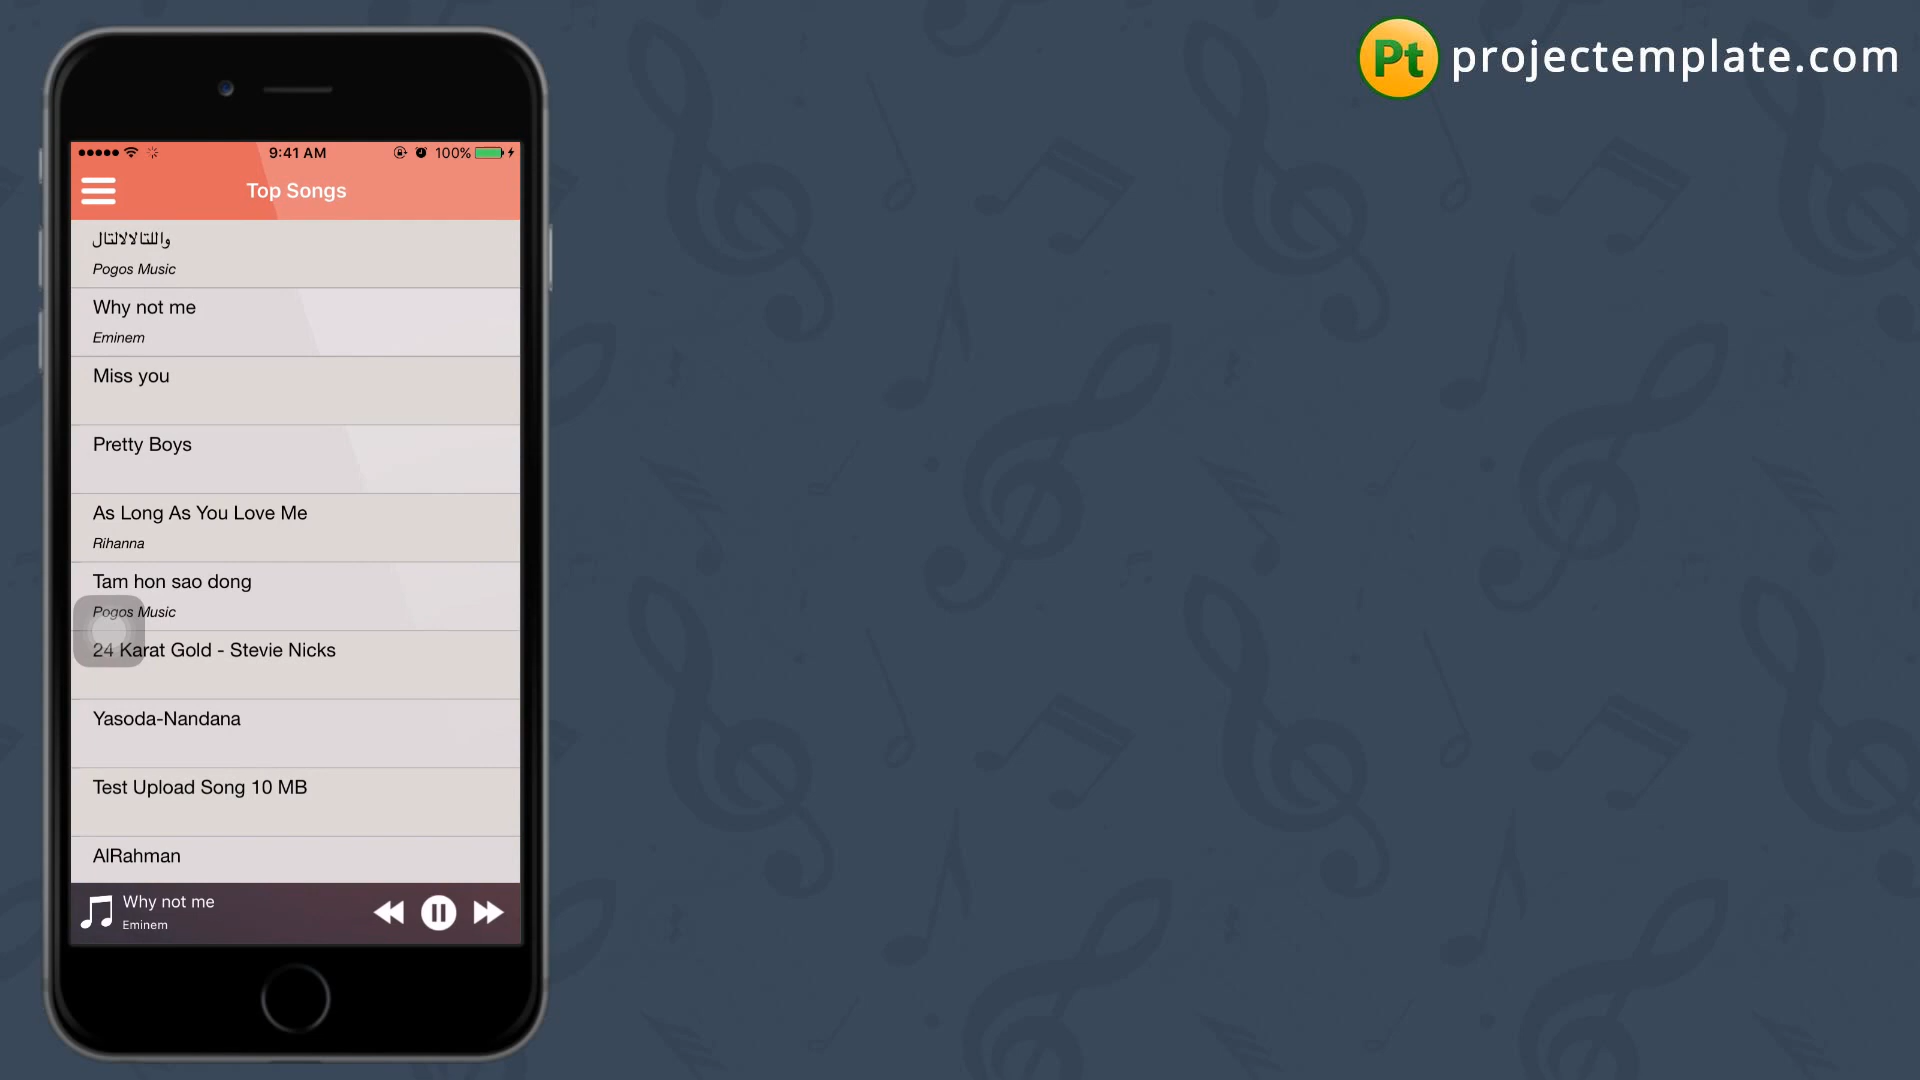 Pt projectemplate.com
9:41 AM
100%
Top Songs
واللتالالالتال
Pogos Music
Why not me
Eminem
Miss you
Pretty Boys
As Long As You Love Me
Rihanna
Tam hon sao dong
Pogos Music
24 Karat Gold - Stevie Nicks
Yasoda-Nandana
Test Upload Song 10 MB
AlRahman
Why not me
Eminem